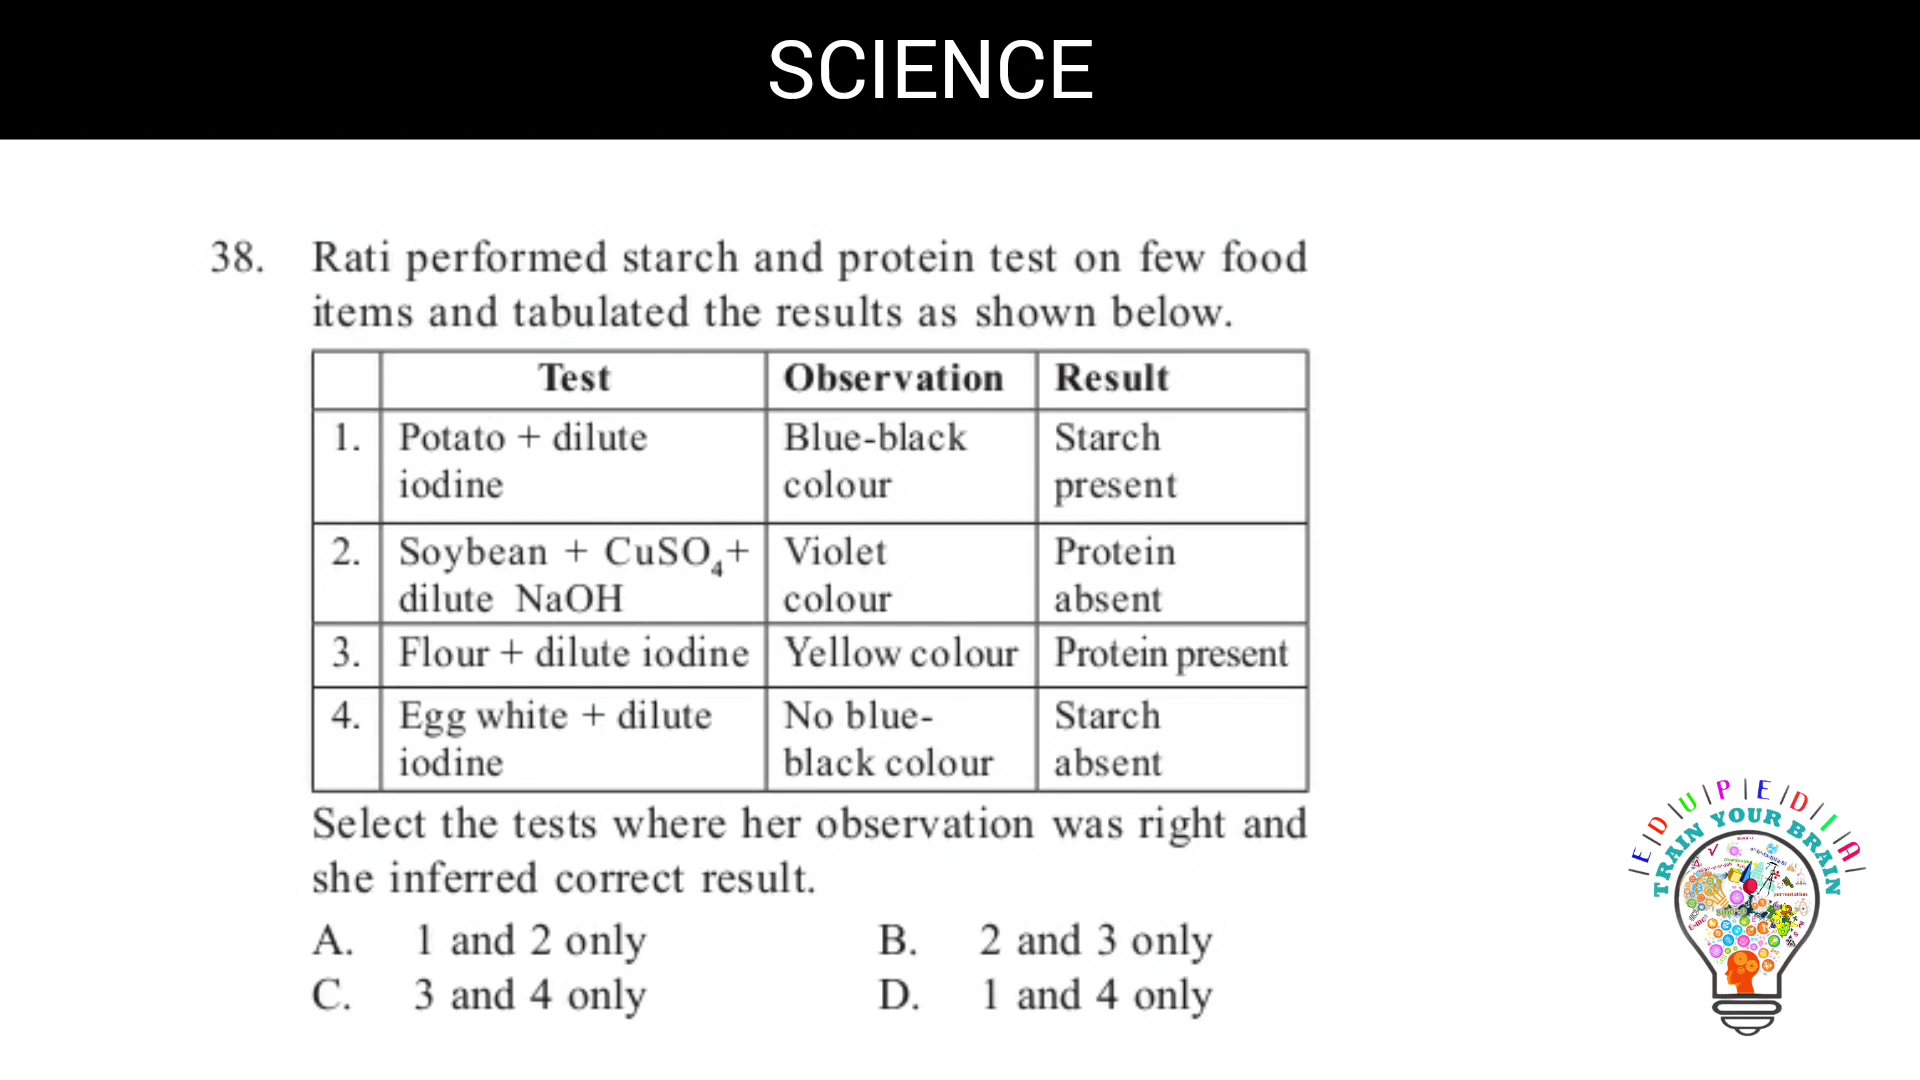 SCIENCE
38. Rati performed starch and protein test on few food
items and tabulated the results as shown below.
Test Observation Result
1. Potato + dilute iodine Blue-black colour Starch present
2. Soybean + CuSO₄+ dilute NaOH Violet colour Protein absent
3. Flour + dilute iodine Yellow colour Protein present
4. Egg white + dilute iodine No blue-black colour Starch absent
Select the tests where her observation was right and
she inferred correct result.
A. 1 and 2 only B. 2 and 3 only
C. 3 and 4 only D. 1 and 4 only
|E|D|U|P|E|D|I|A|
TRAIN YOUR BRAIN